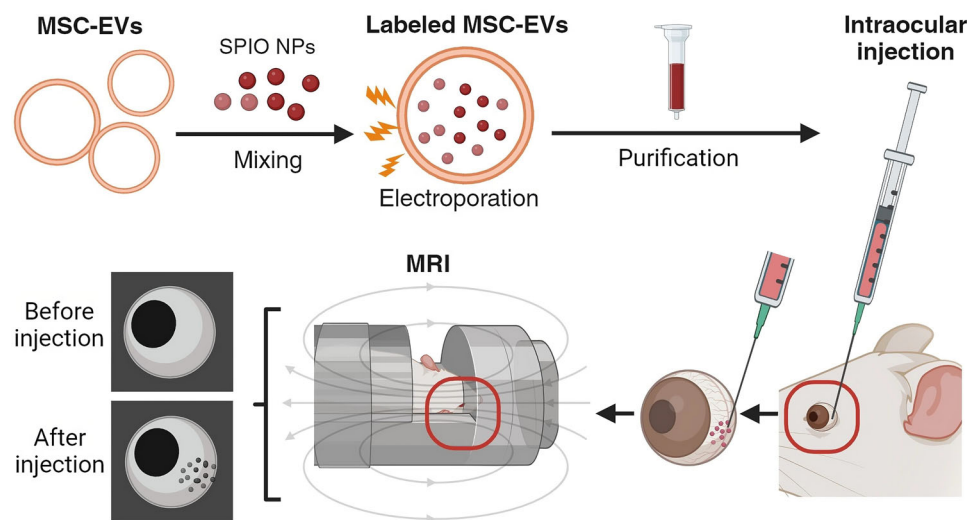 MSC-EVs
SPIO NPs
Mixing
Labeled MSC-EVs
Electroporation
Purification
Intraocular
injection
MRI
Before
injection
After
injection